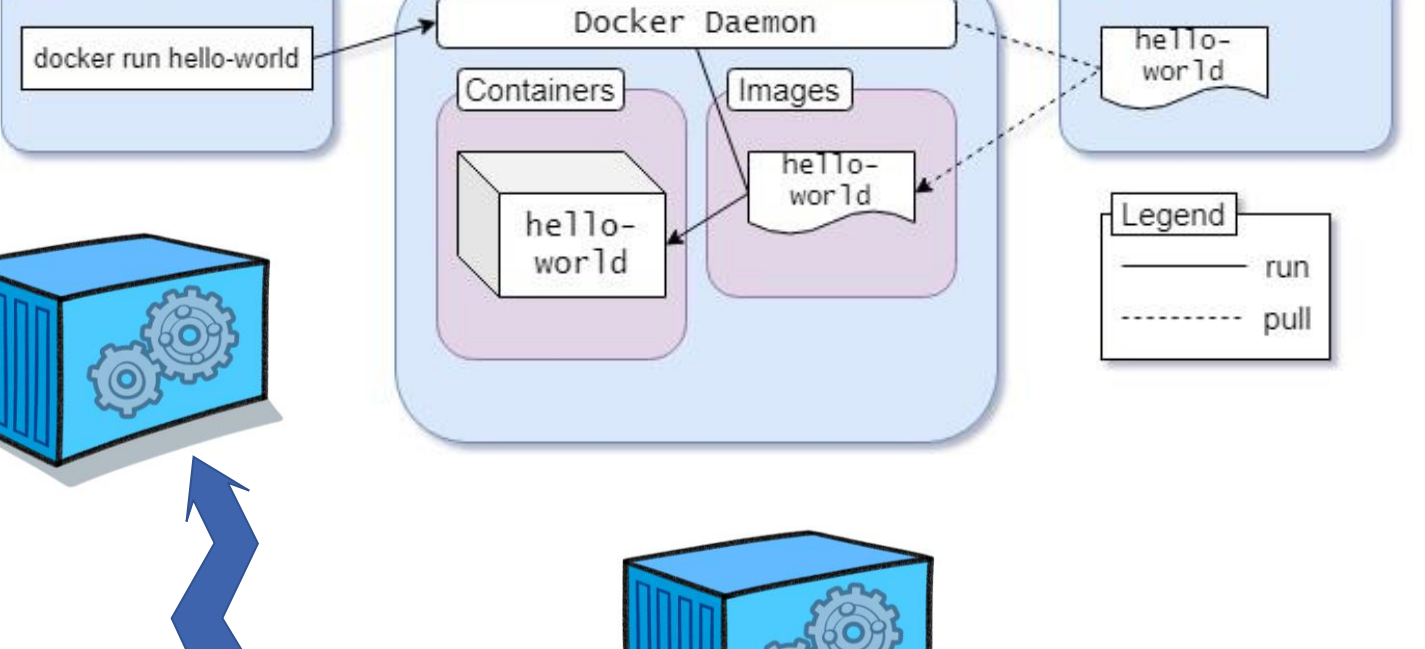 docker run hello-world
Docker Daemon
Containers
Images
hello-
world
hello-
world
hello-
world
Legend
run
pull